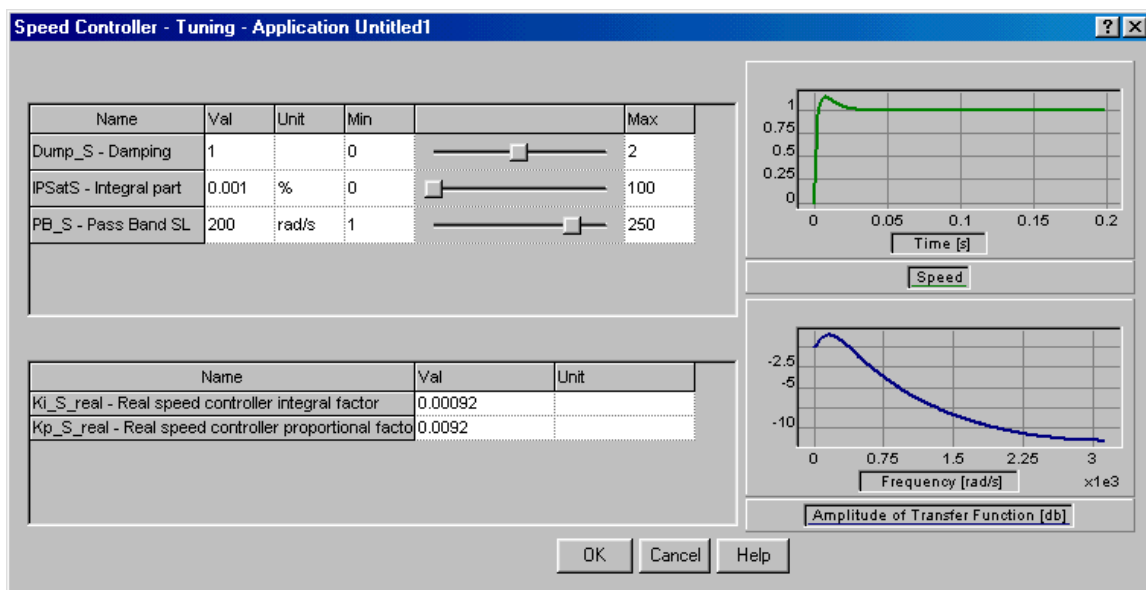 Speed Controller - Tuning - Application Untitled1
Name Val Unit Min Max
Dump_S - Damping 1 0 2
IPSatS - Integral part 0.001 % 0 100
PB_S - Pass Band SL 200 rad/s 1 250
Name Val Unit
Ki_S_real - Real speed controller integral factor 0.00092
Kp_S_real - Real speed controller proportional facto 0.0092
1
0.75
0.5
0.25
0
0 0.05 0.1 0.15 0.2
Time [s]
Speed
-2.5
-5
-10
0 0.75 1.5 2.25 3
Frequency [rad/s] ×1e3
Amplitude of Transfer Function [db]
OK Cancel Help